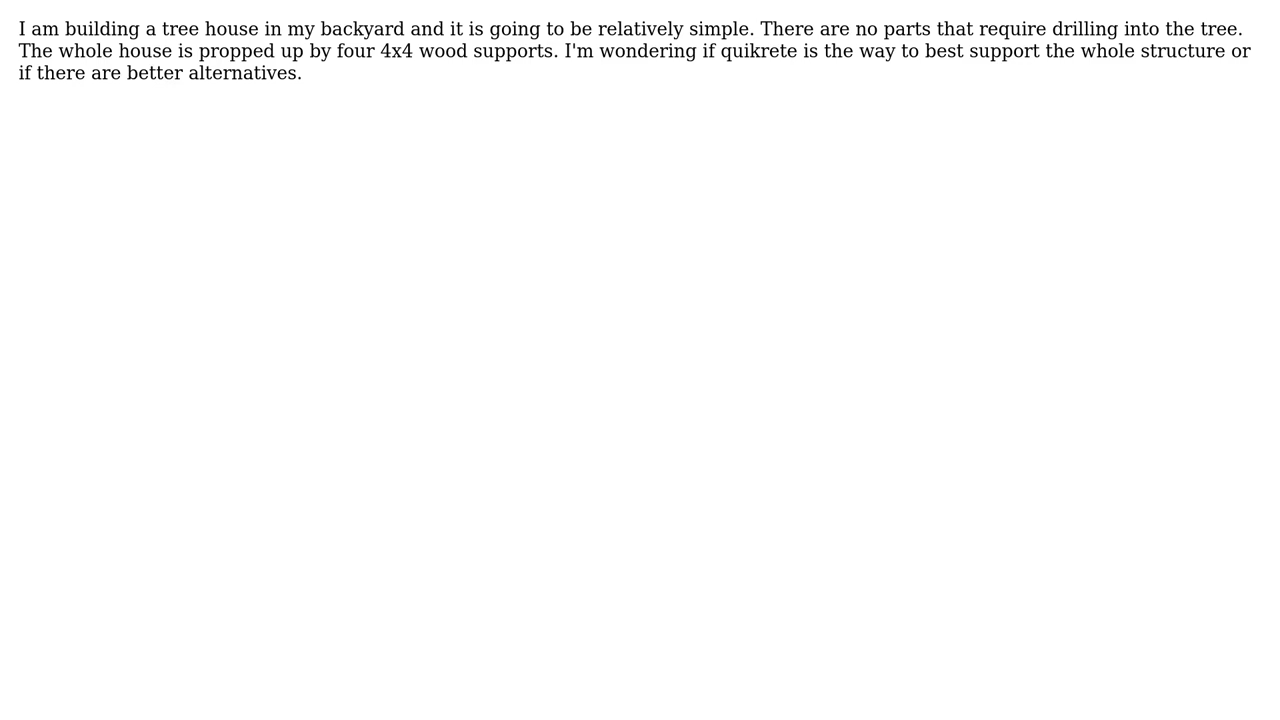 I am building a tree house in my backyard and it is going to be relatively simple. There are no parts that require drilling into the tree.
The whole house is propped up by four 4x4 wood supports. I'm wondering if quikrete is the way to best support the whole structure or
if there are better alternatives.